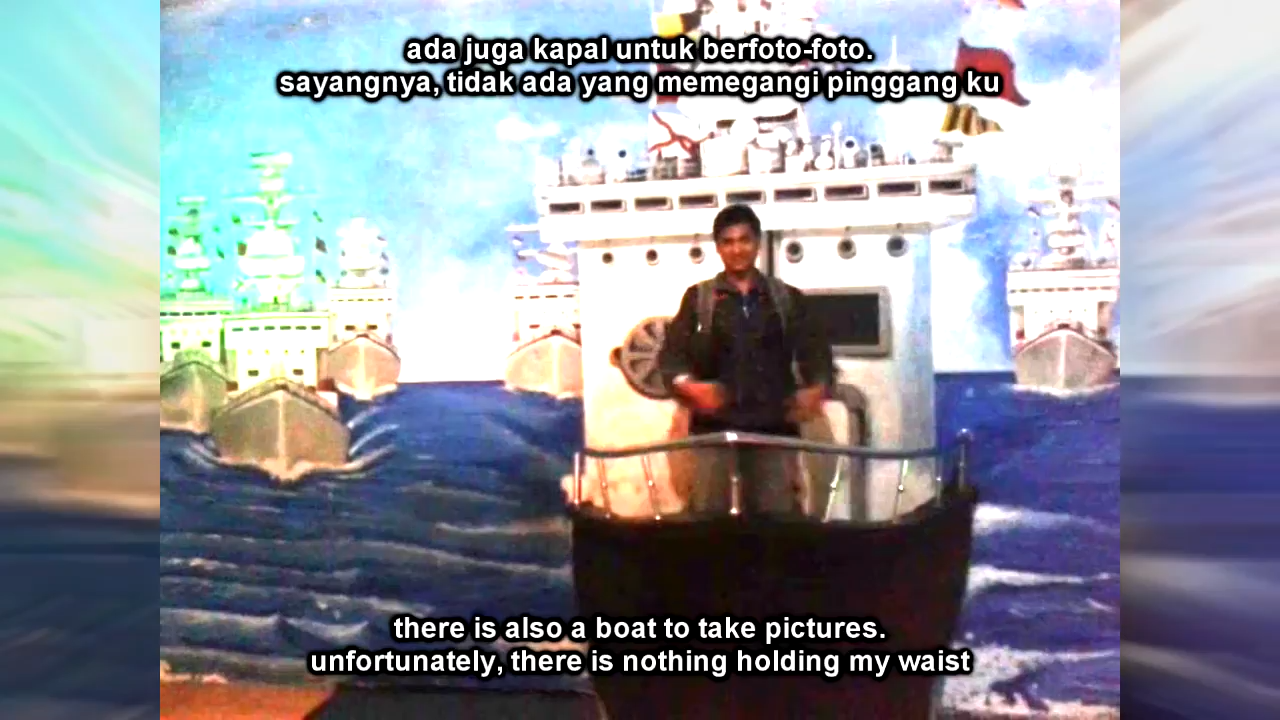 ada juga kapal untuk berfoto-foto.
sayangnya, tidak ada yang memegangi pinggang ku
there is also a boat to take pictures.
unfortunately, there is nothing holding my waist